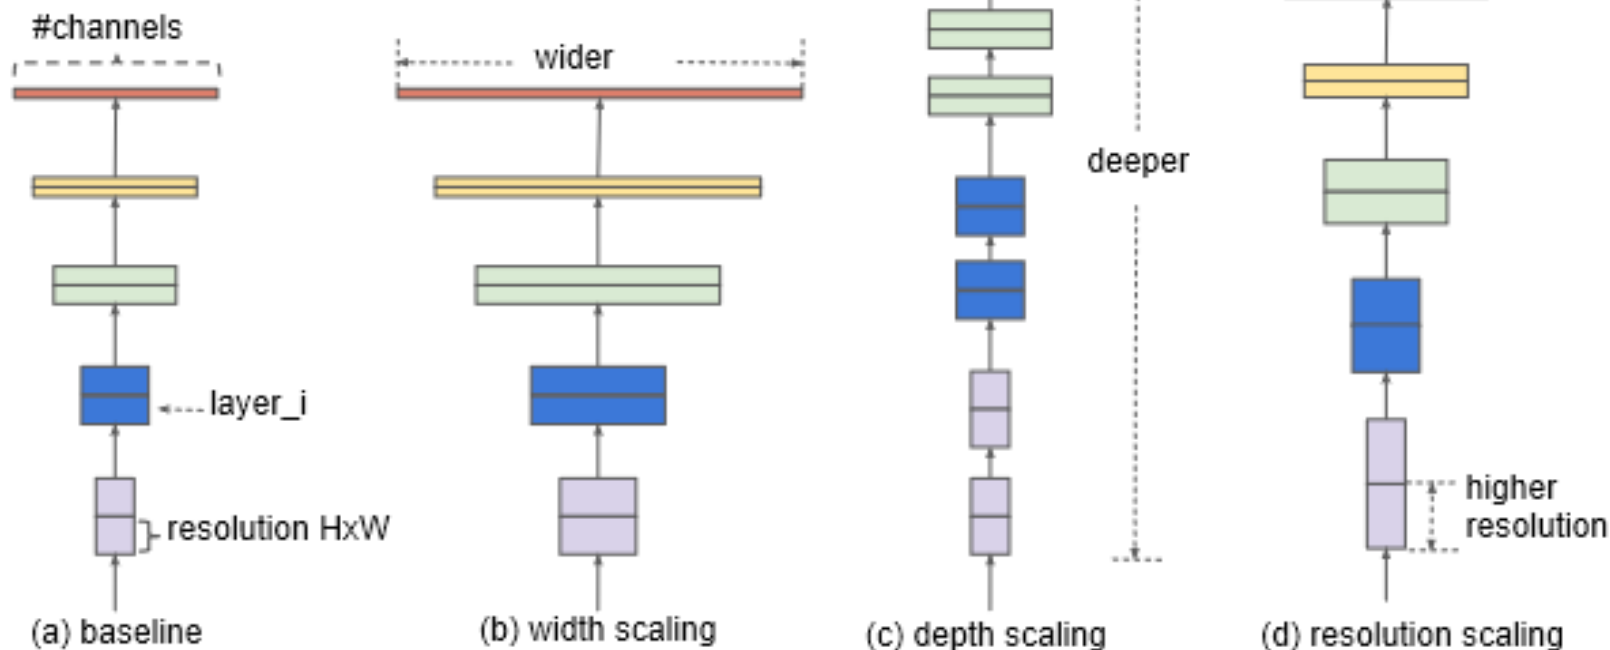 #channels
wider
deeper
layer_i
resolution HxW
higher
resolution
(a) baseline
(b) width scaling
(c) depth scaling
(d) resolution scaling